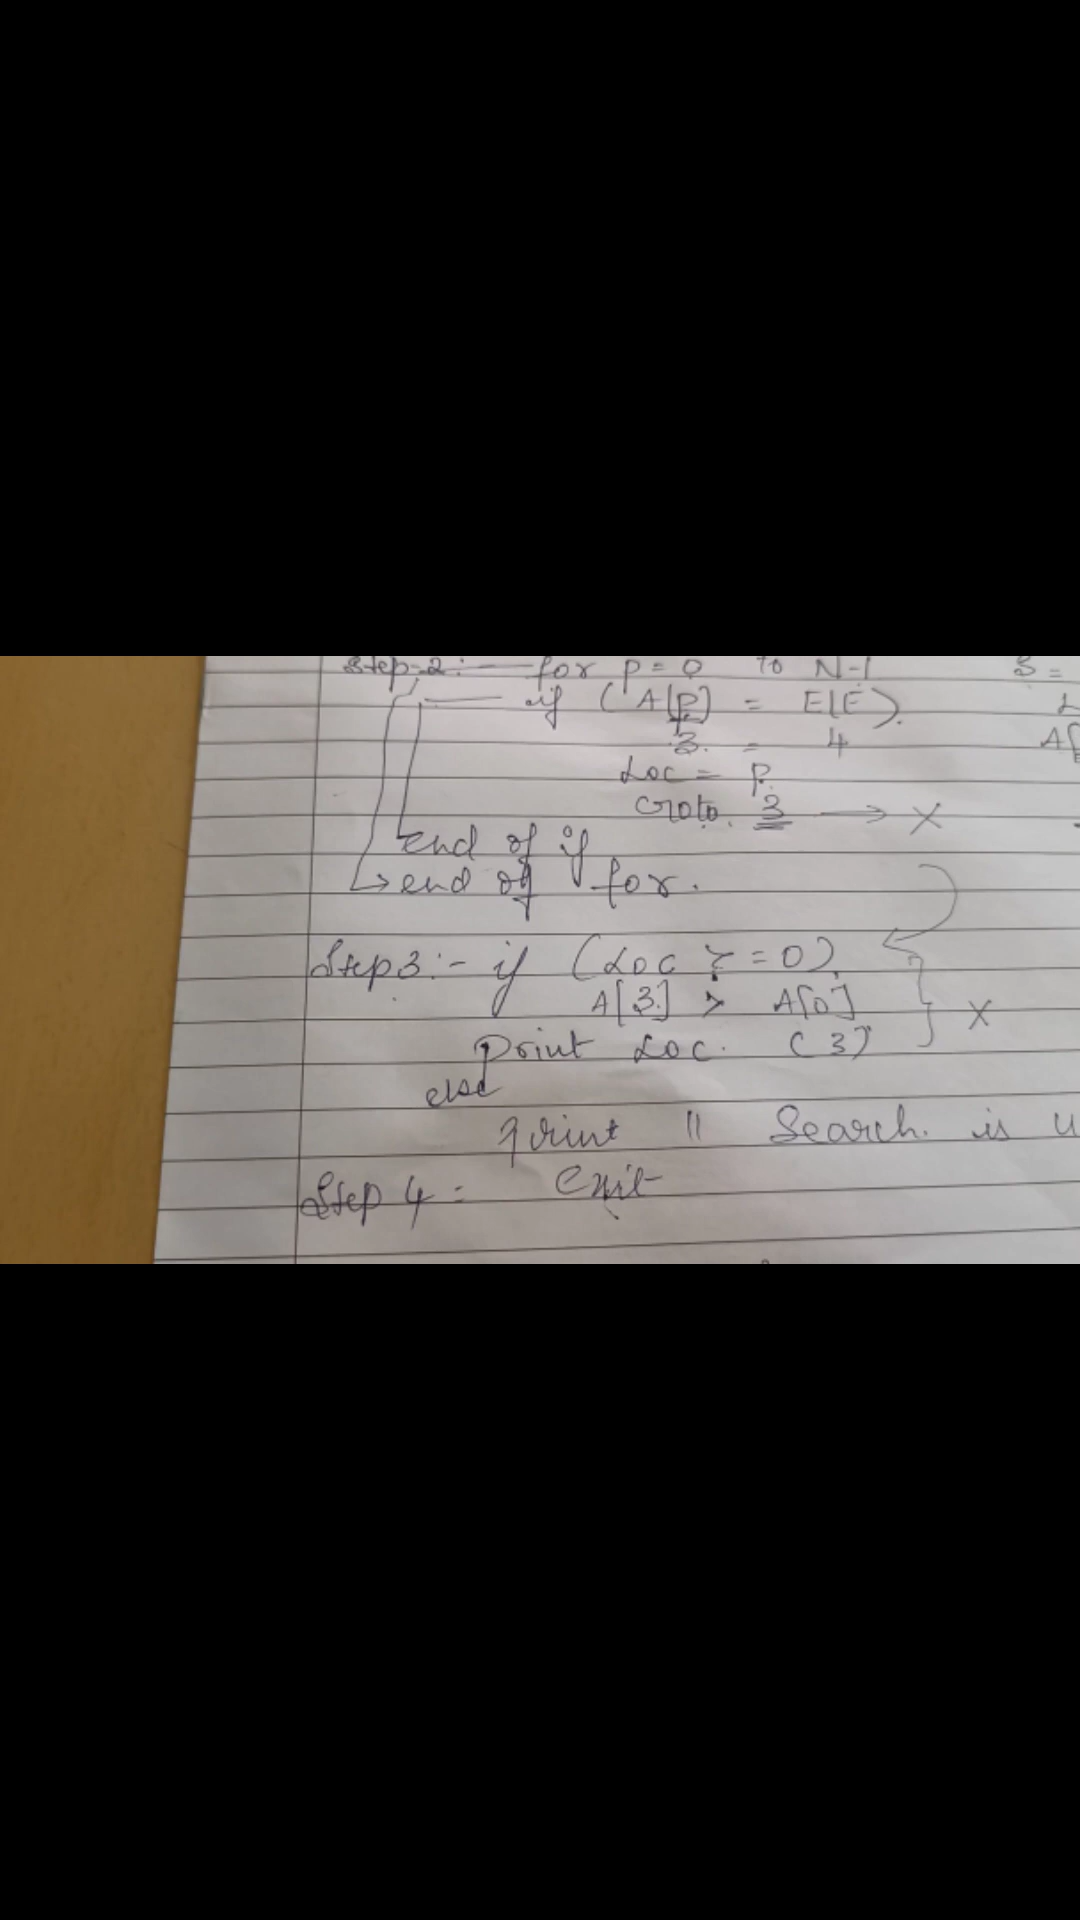 Step-2:- for p = 0 to N-1 S =
if (A[p] = ELE).
3. = 4
Loc = p.
Goto. 3 → X
end of if
end of for.
Step3:- if (Loc > = 0)
A[3] > A[0] X
Print Loc. (3)
else
print " Search. is u
Step 4: exit